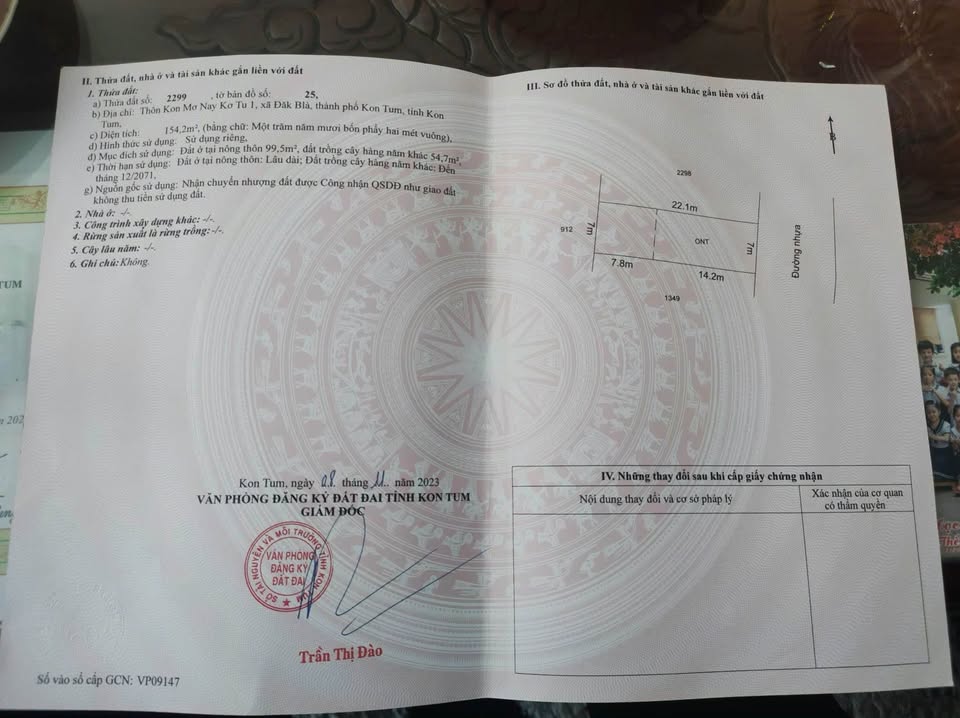 II. Thửa đất, nhà ở và tài sản khác gắn liền với đất
1. Thửa đất:
a) Thửa đất số: 2299 , tờ bản đồ số: 25,
b) Địa chỉ: Thôn Kon Mơ Nay Kơ Tu 1, xã Đăk Blà, thành phố Kon Tum, tỉnh Kon
Tum,
c) Diện tích: 154,2m², (bằng chữ: Một trăm năm mươi bốn phẩy hai mét vuông),
d) Hình thức sử dụng: Sử dụng riêng,
đ) Mục đích sử dụng: Đất ở tại nông thôn 99,5m², đất trồng cây hàng năm khác 54,7m²,
e) Thời hạn sử dụng: Đất ở tại nông thôn: Lâu dài; Đất trồng cây hàng năm khác: Đến
tháng 12/2071,
g) Nguồn gốc sử dụng: Nhận chuyển nhượng đất được Công nhận QSDĐ như giao đất
không thu tiền sử dụng đất.
2. Nhà ở: -/-.
3. Công trình xây dựng khác: -/-.
4. Rừng sản xuất là rừng trồng:-/-.
5. Cây lâu năm: -/-
6. Ghi chú: Không.
Kon Tum, ngày 08 tháng 11.. năm 2023
VĂN PHÒNG ĐĂNG KÝ ĐẤT ĐAI TỈNH KON TUM
GIÁM ĐỐC
SỞ TÀI NGUYÊN VÀ MÔI TRƯỜNG TỈNH KON TUM
VĂN PHÒNG
ĐĂNG KÝ
ĐẤT ĐAI
Trần Thị Đào
Số vào sổ cấp GCN: VP09147
III. Sơ đồ thửa đất, nhà ở và tài sản khác gắn liền với đất
B
2298
22.1m
912
7m
ONT
7m
Đường nhựa
7.8m
14.2m
1349
IV. Những thay đổi sau khi cấp giấy chứng nhận
Nội dung thay đổi và cơ sở pháp lý
Xác nhận của cơ quan
có thẩm quyền
TUM